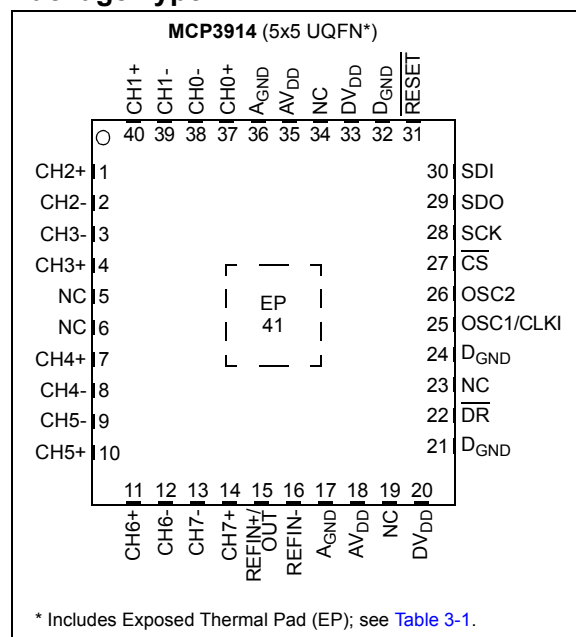 MCP3914 (5x5 UQFN*)
CH1+
CH1-
CH0-
CH0+
AGND
AVDD
NC
DVDD
DGND
RESET
40 39 38 37 36 35 34 33 32 31
CH2+ 1
CH2- 2
CH3- 3
CH3+ 4
NC 5
NC 6
CH4+ 7
CH4- 8
CH5- 9
CH5+ 10
EP
41
30 SDI
29 SDO
28 SCK
27 CS
26 OSC2
25 OSC1/CLKI
24 DGND
23 NC
22 DR
21 DGND
11 12 13 14 15 16 17 18 19 20
CH6+
CH6-
CH7-
CH7+
REFIN+/
OUT
REFIN-
AGND
AVDD
NC
DVDD
* Includes Exposed Thermal Pad (EP); see Table 3-1.